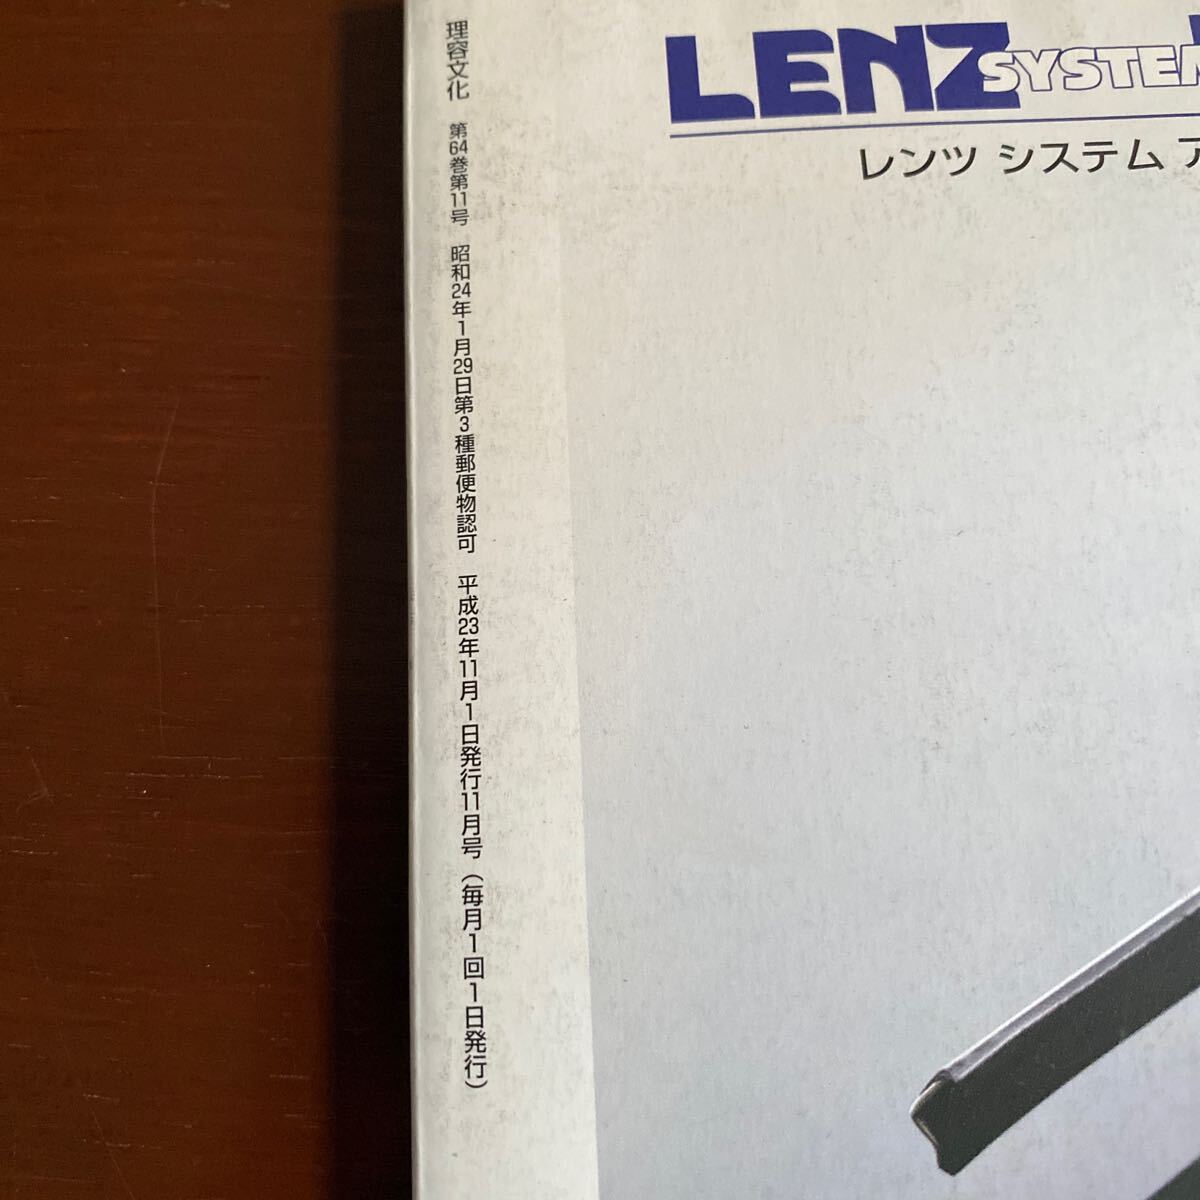 LENZ SYSTEM
レンツ システム ア
理容文化 第64巻第11号 昭和24年1月29日第3種郵便物認可 平成23年11月1日発行11月号(毎月1回1日発行)